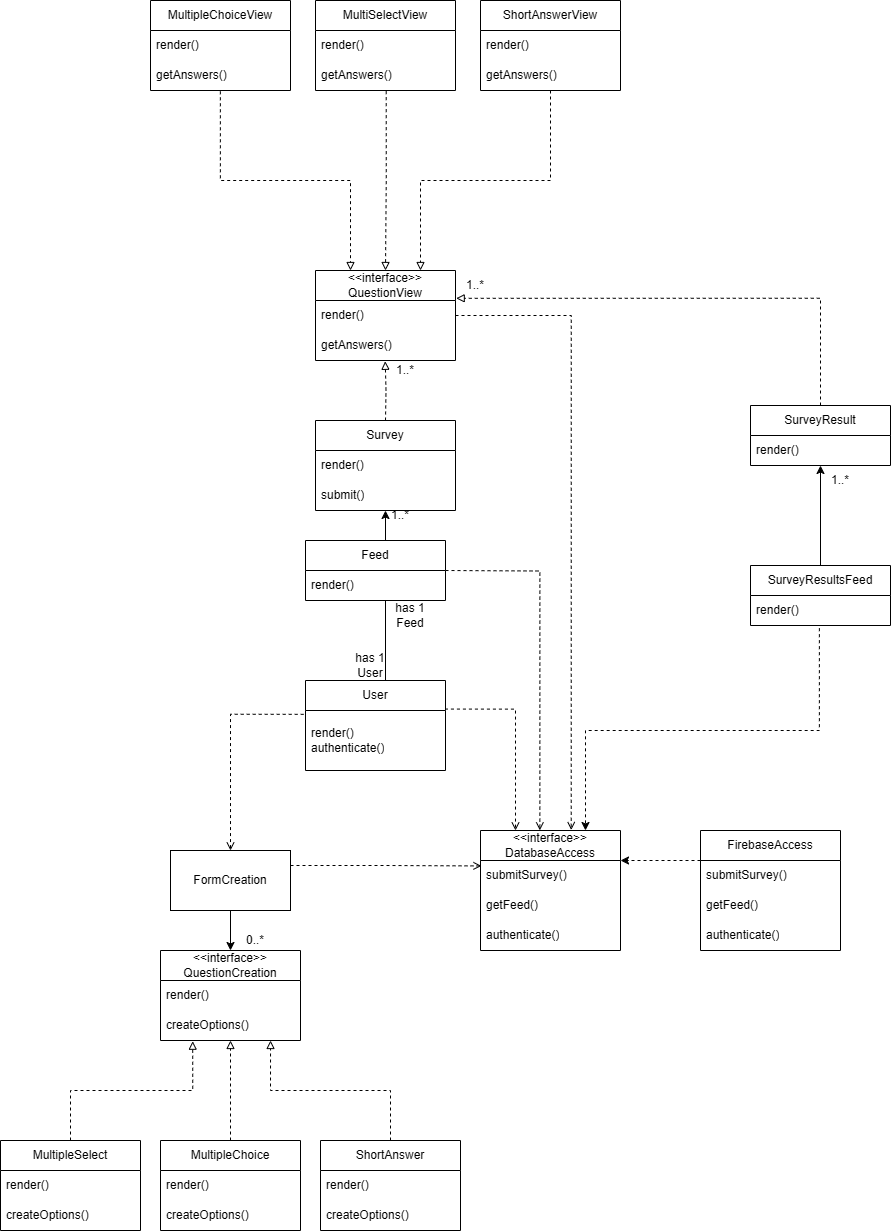 MultipleChoiceView
render()
getAnswers()
MultiSelectView
render()
getAnswers()
ShortAnswerView
render()
getAnswers()
<<interface>>
QuestionView
render()
getAnswers()
1..*
1..*
Survey
render()
submit()
1..*
SurveyResult
render()
1..*
Feed
render()
has 1
Feed
SurveyResultsFeed
render()
has 1
User
User
render()
authenticate()
FormCreation
<<interface>>
DatabaseAccess
submitSurvey()
getFeed()
authenticate()
FirebaseAccess
submitSurvey()
getFeed()
authenticate()
0..*
<<interface>>
QuestionCreation
render()
createOptions()
MultipleSelect
render()
createOptions()
MultipleChoice
render()
createOptions()
ShortAnswer
render()
createOptions()